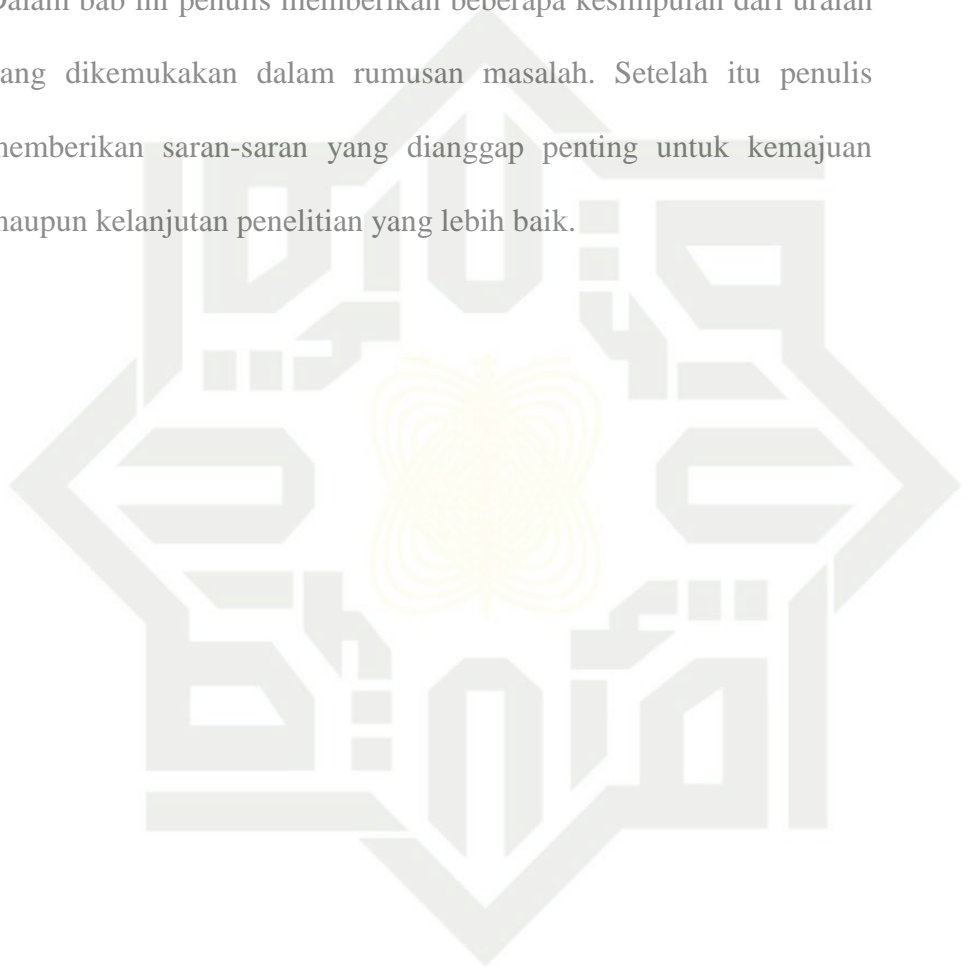 Dalam bab ini penulis memberikan beberapa kesimpulan dari uraian
yang dikemukakan dalam rumusan masalah. Setelah itu penulis
memberikan saran-saran yang dianggap penting untuk kemajuan
maupun kelanjutan penelitian yang lebih baik.